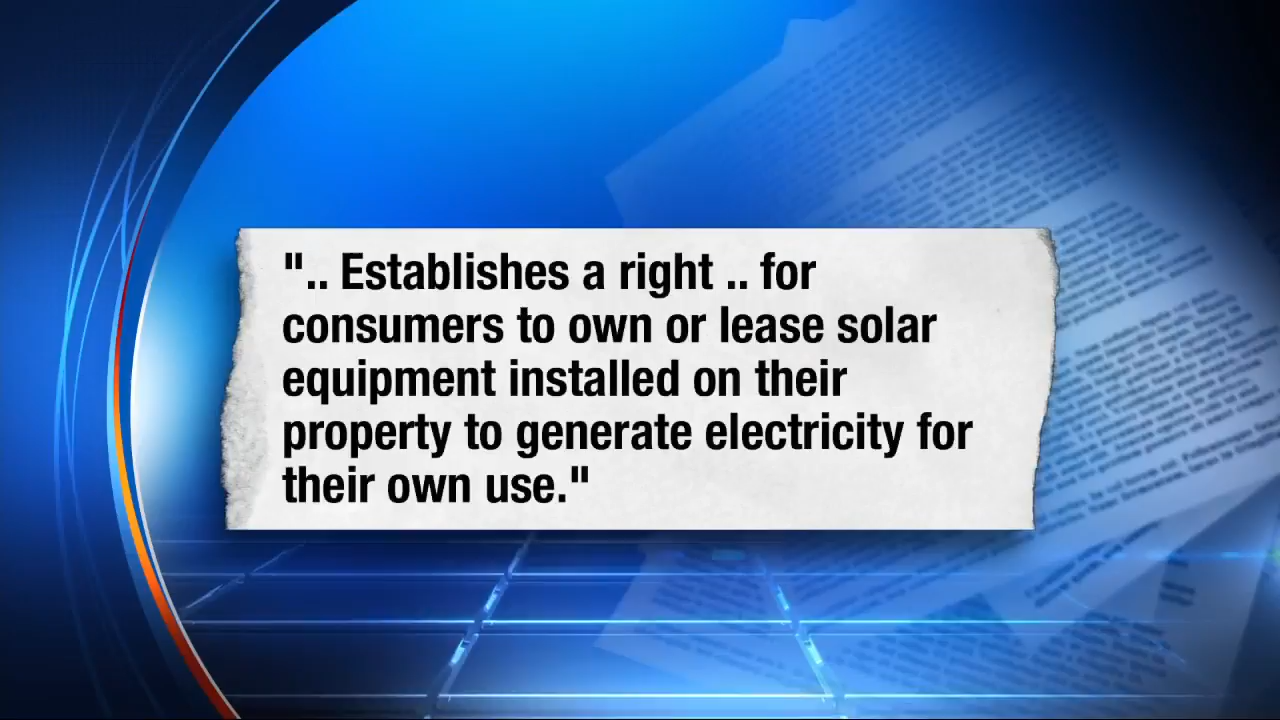 ".. Establishes a right .. for
consumers to own or lease solar
equipment installed on their
property to generate electricity for
their own use."